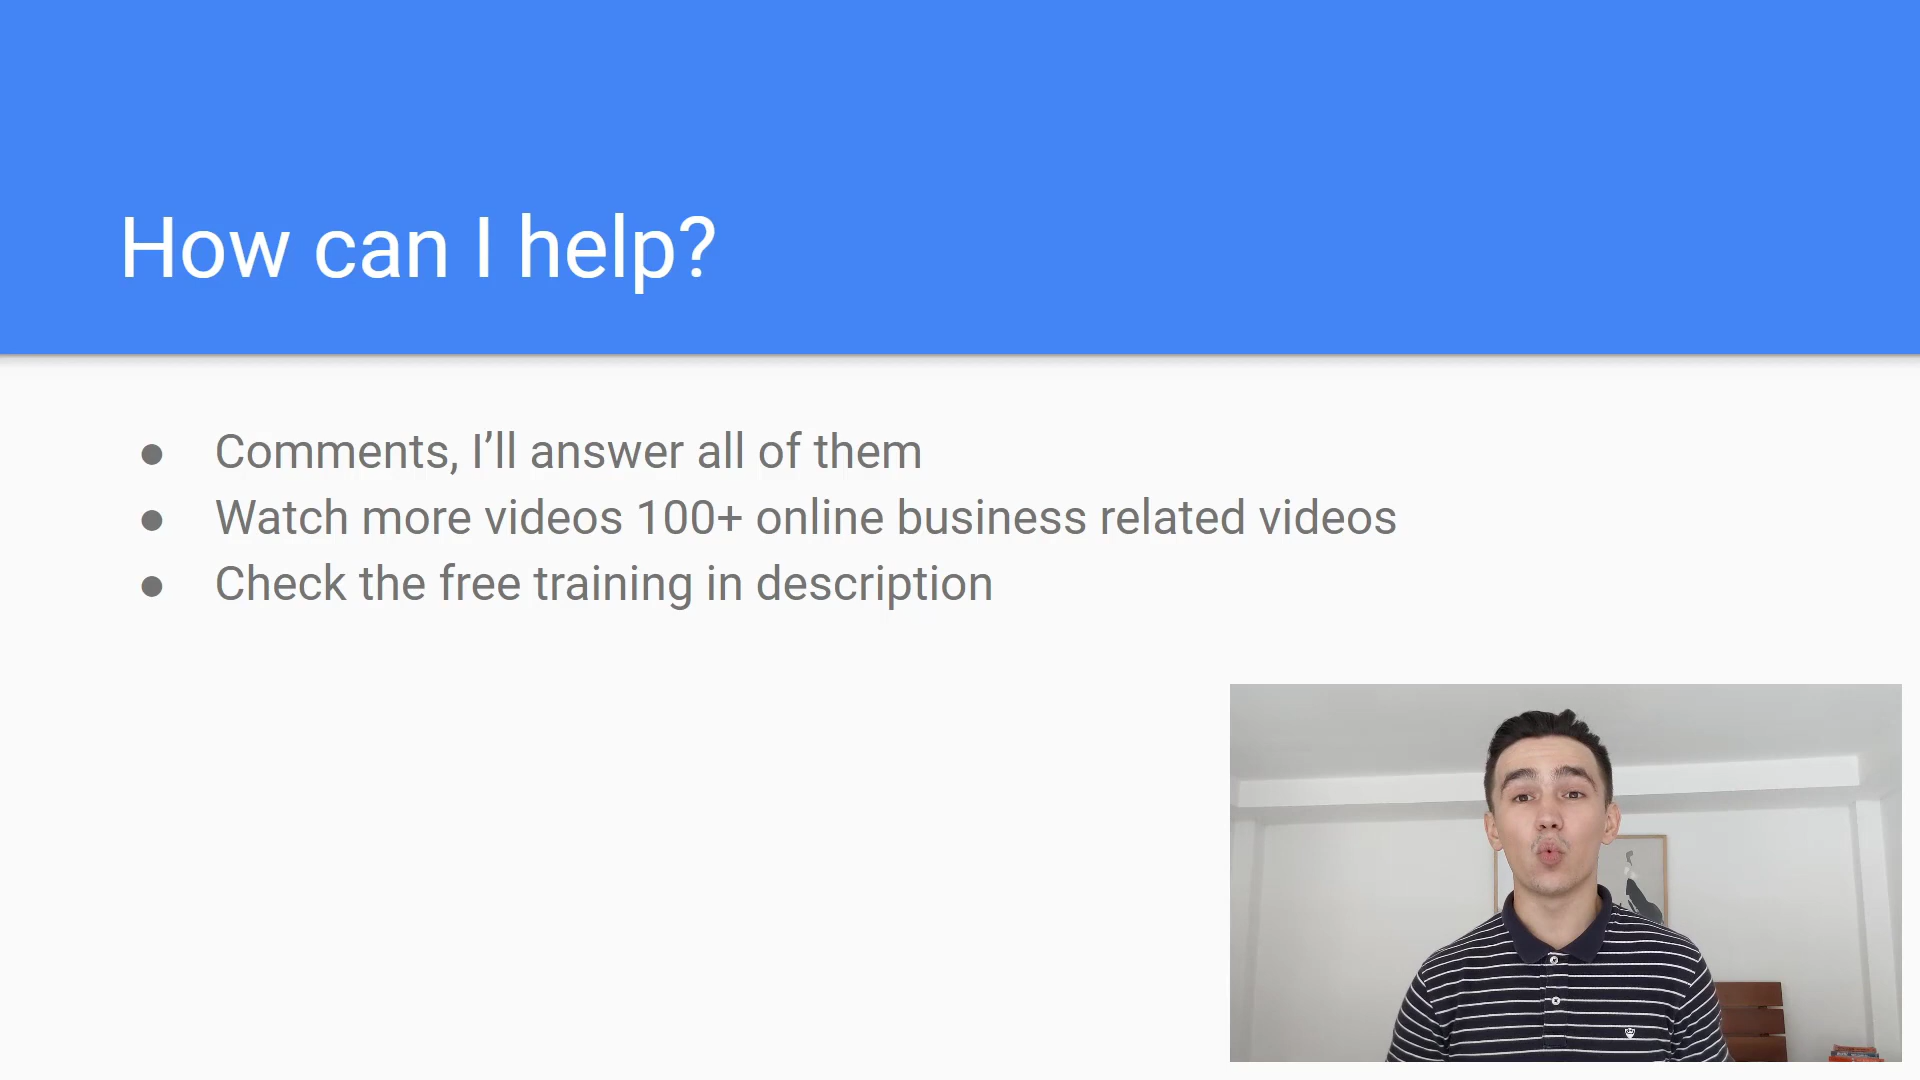 How can I help?
Comments, I’ll answer all of them
Watch more videos 100+ online business related videos
Check the free training in description